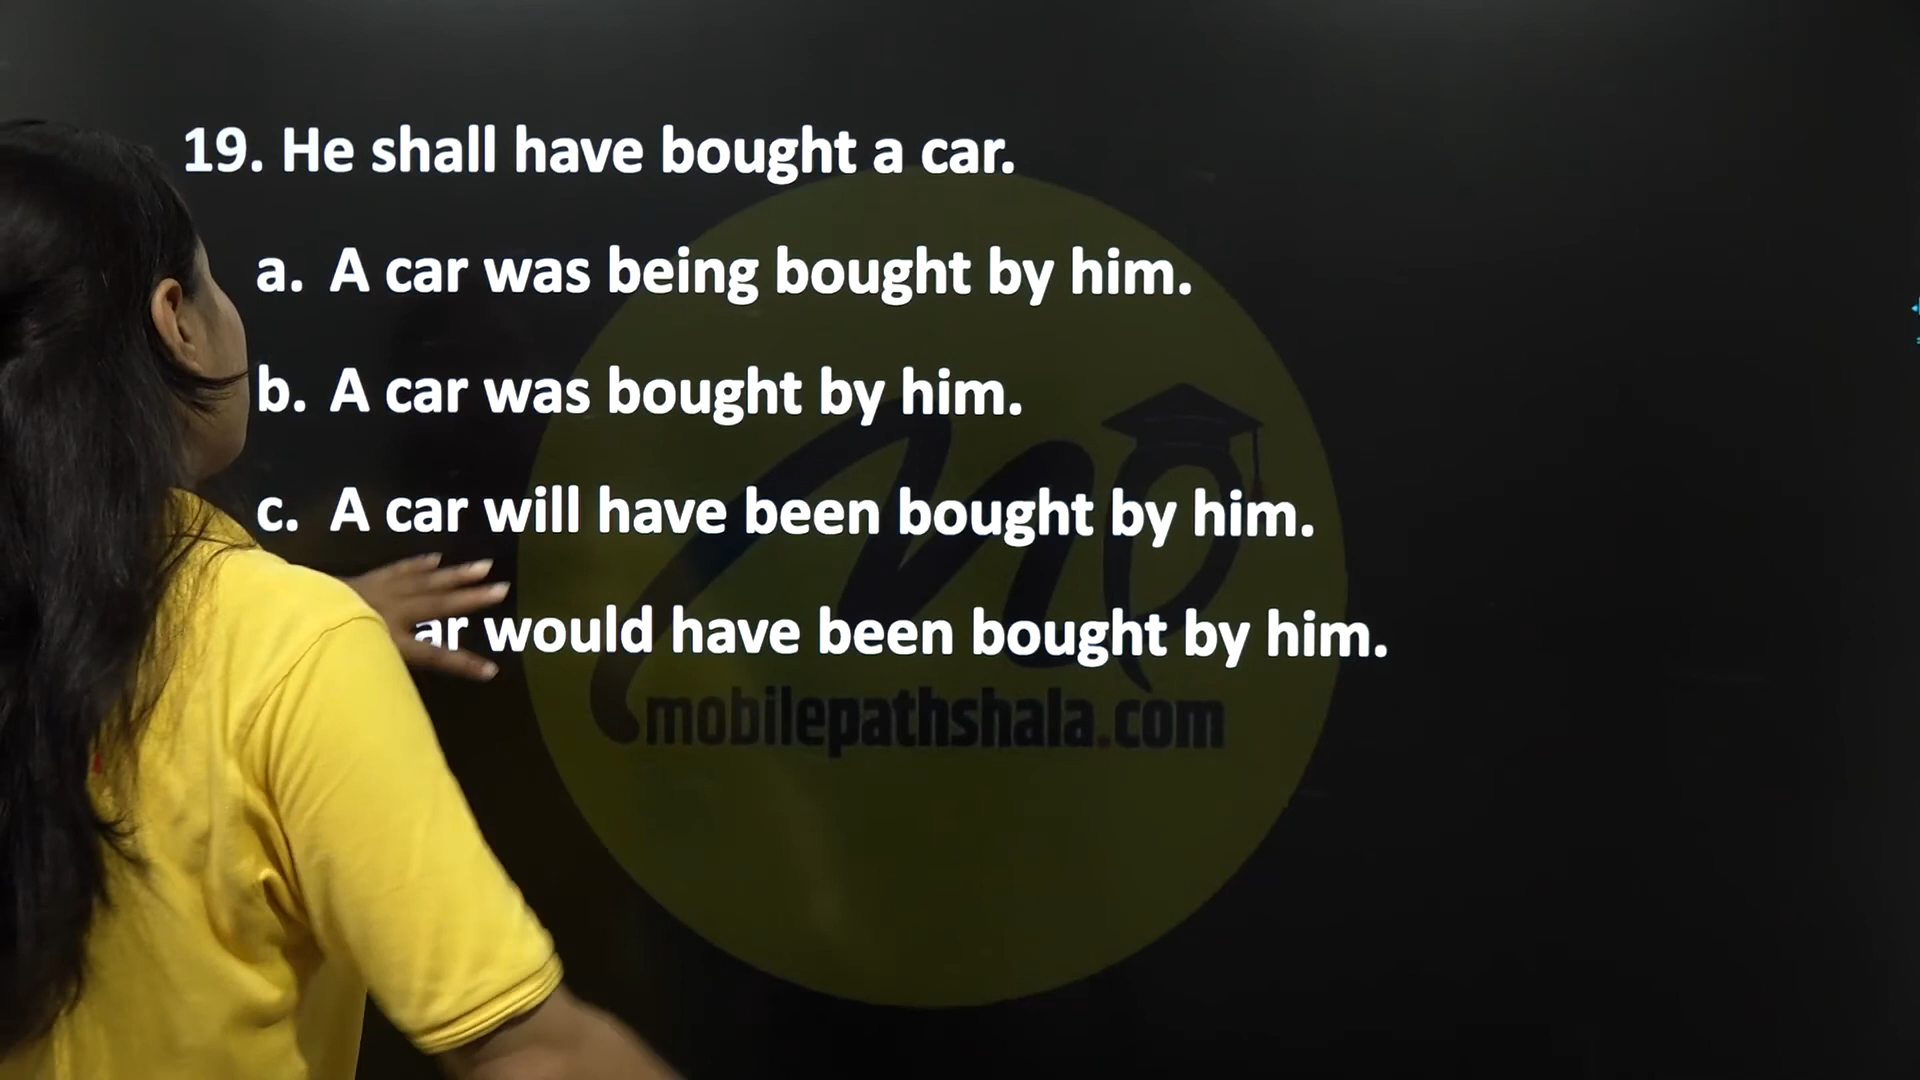 19. He shall have bought a car.
a. A car was being bought by him.
b. A car was bought by him.
c. A car will have been bought by him.
would have been bought by him.
mobilepathshala.com